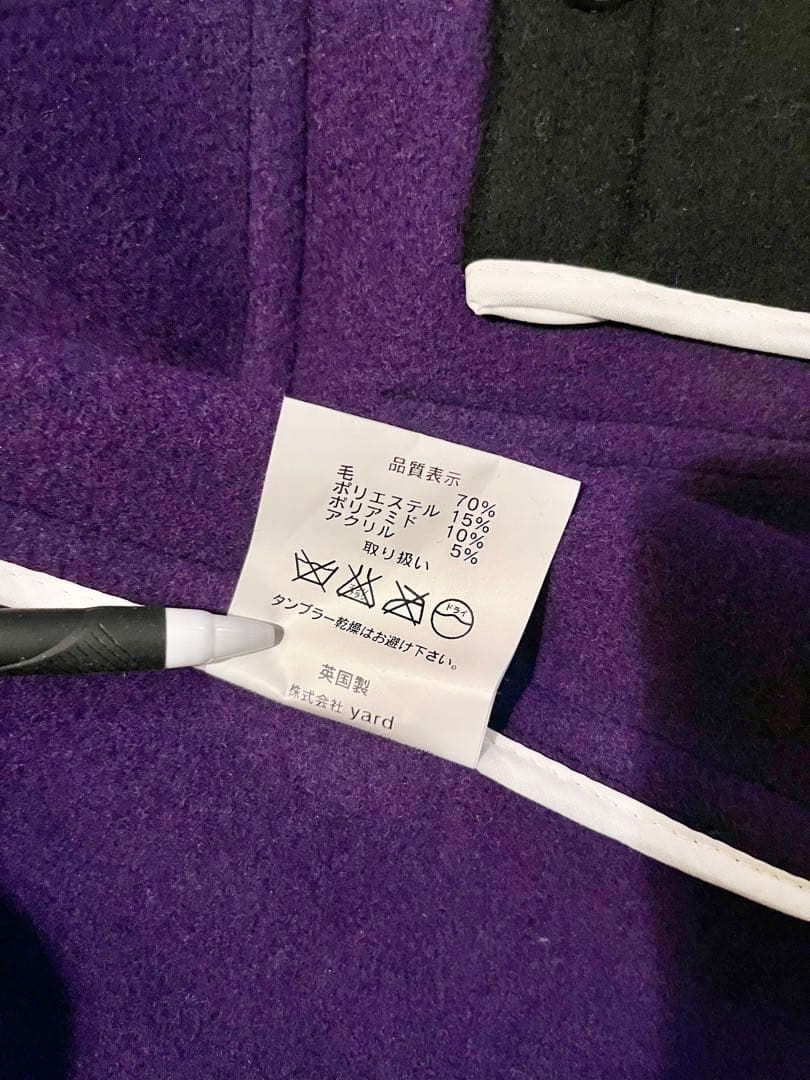 品質表示
毛 70%
ポリエステル 15%
ポリアミド 10%
アクリル 5%
取り扱い
ドライ
タンブラー乾燥はお避け下さい。
英国製
株式会社 yard